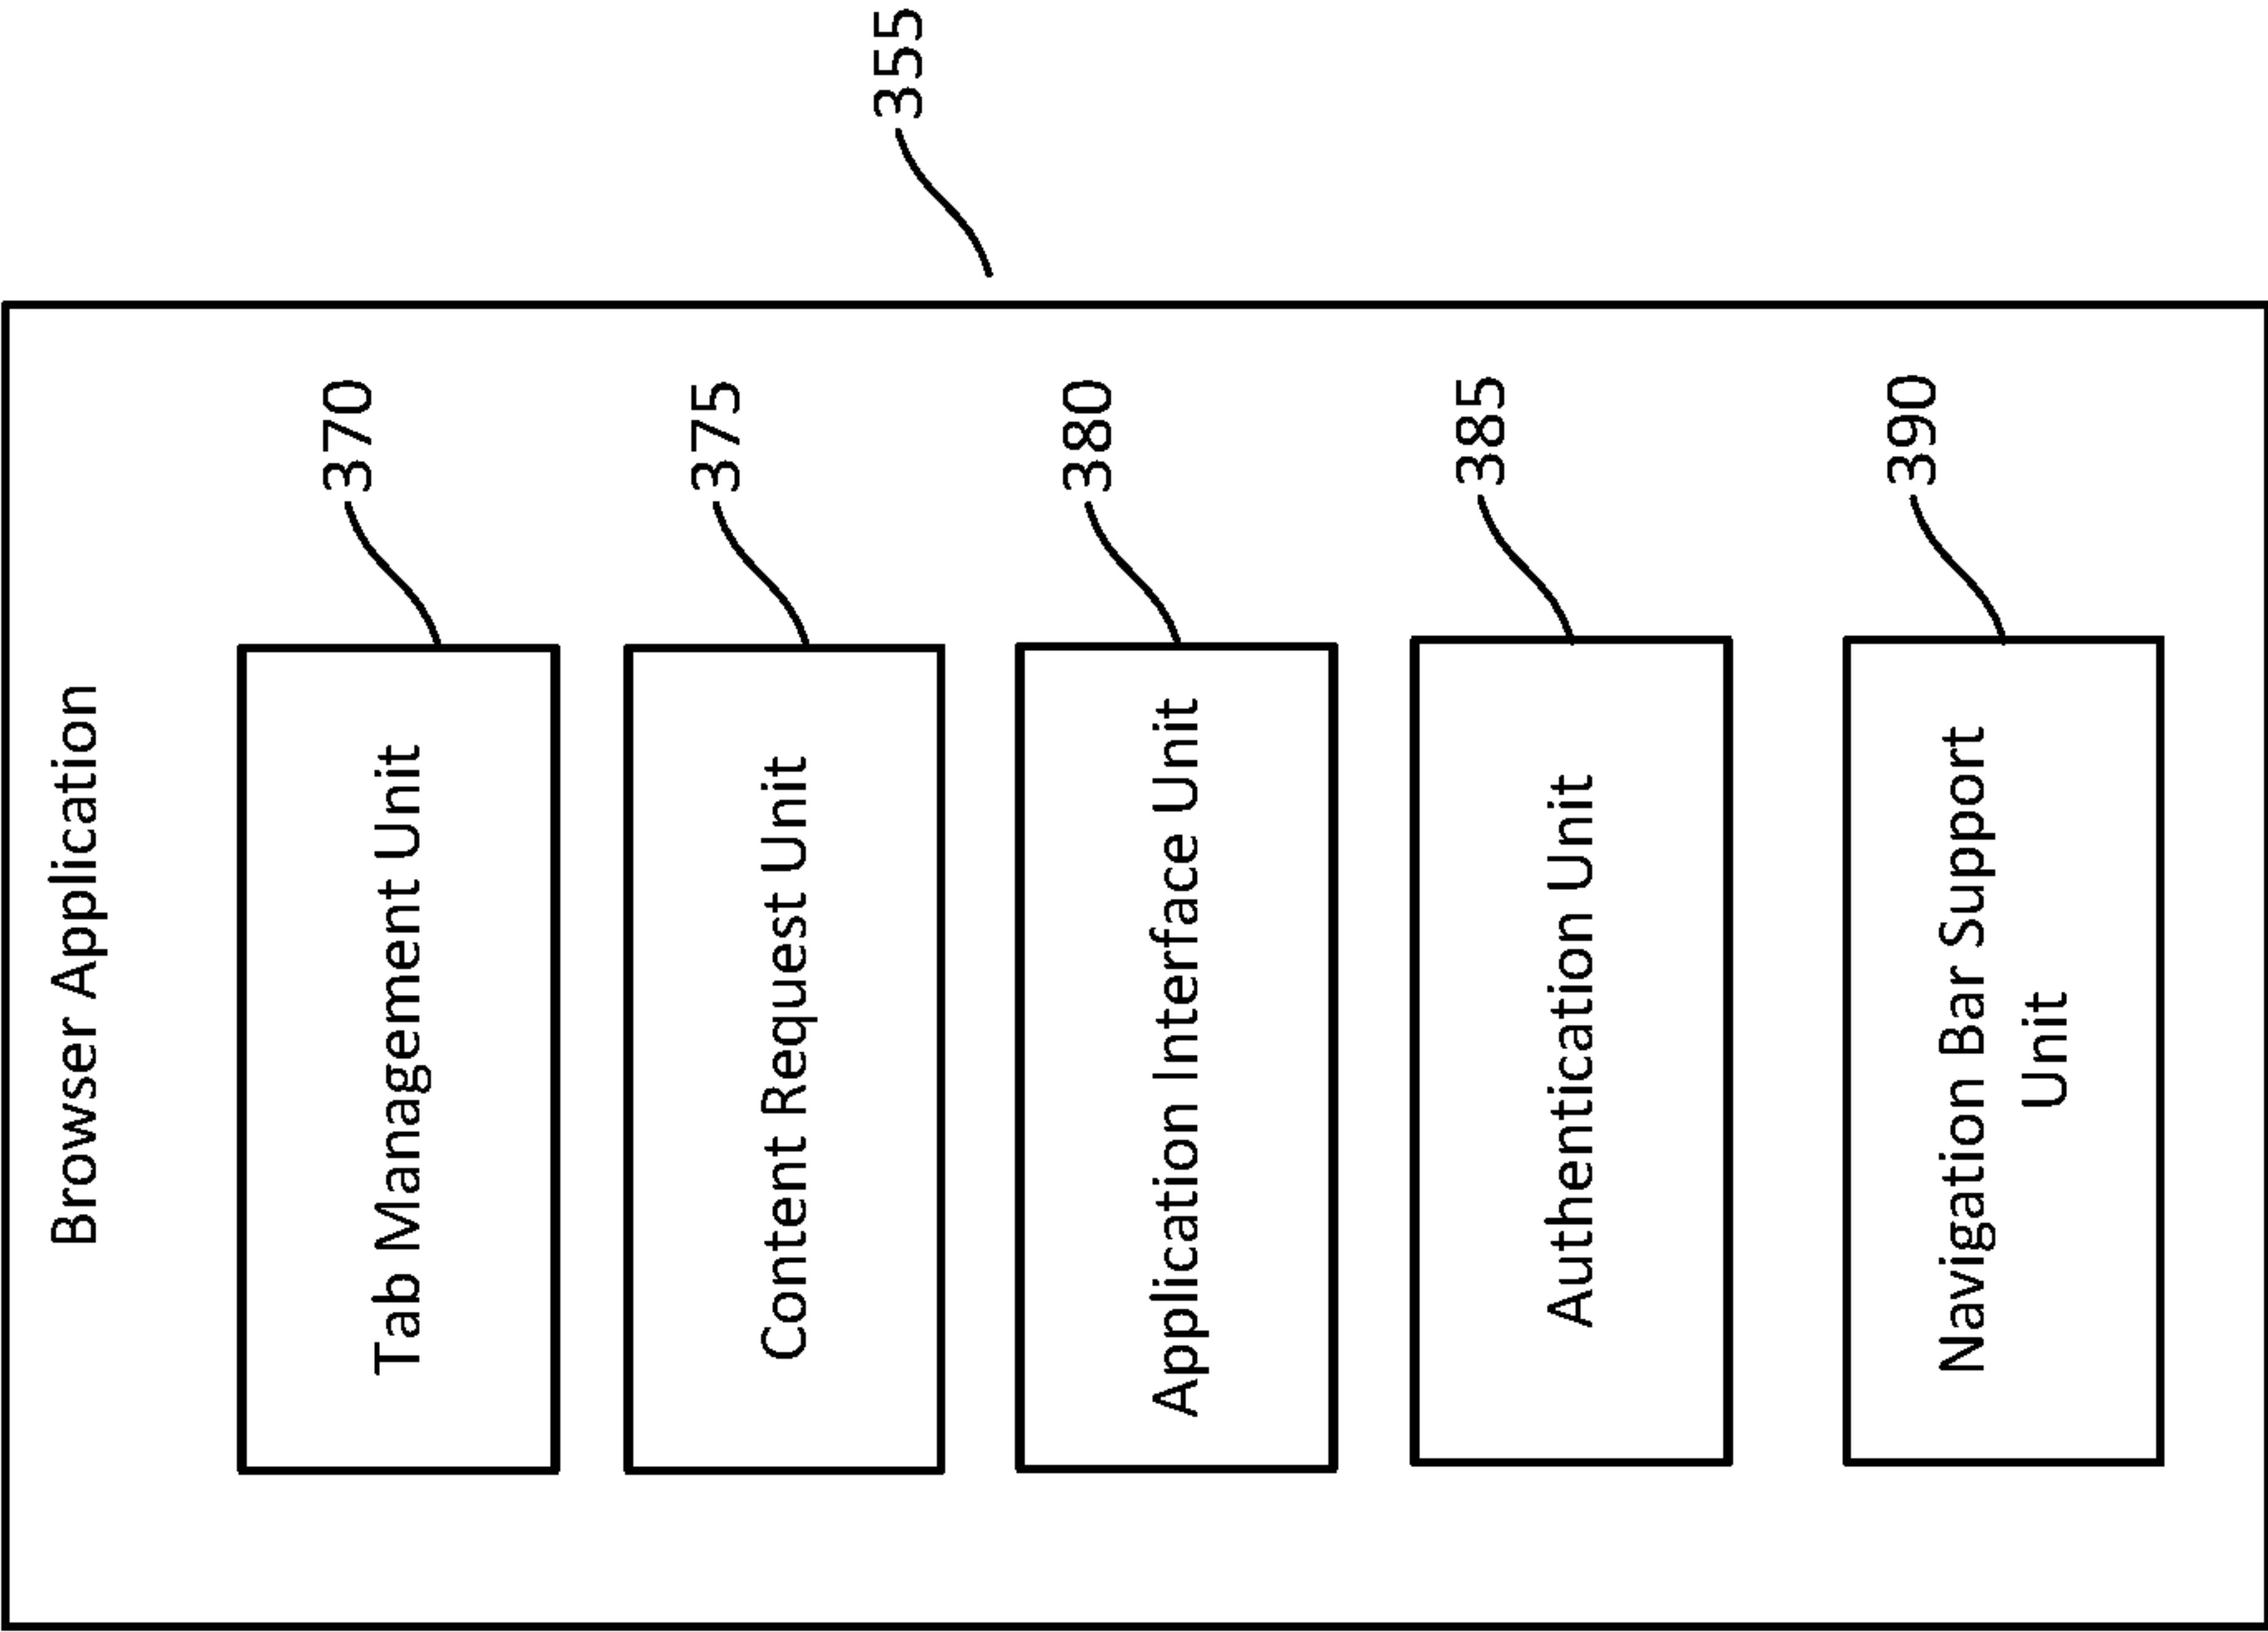 355
Browser Application
370
Tab Management Unit
375
Content Request Unit
380
Application Interface Unit
385
Authentication Unit
390
Navigation Bar Support
Unit